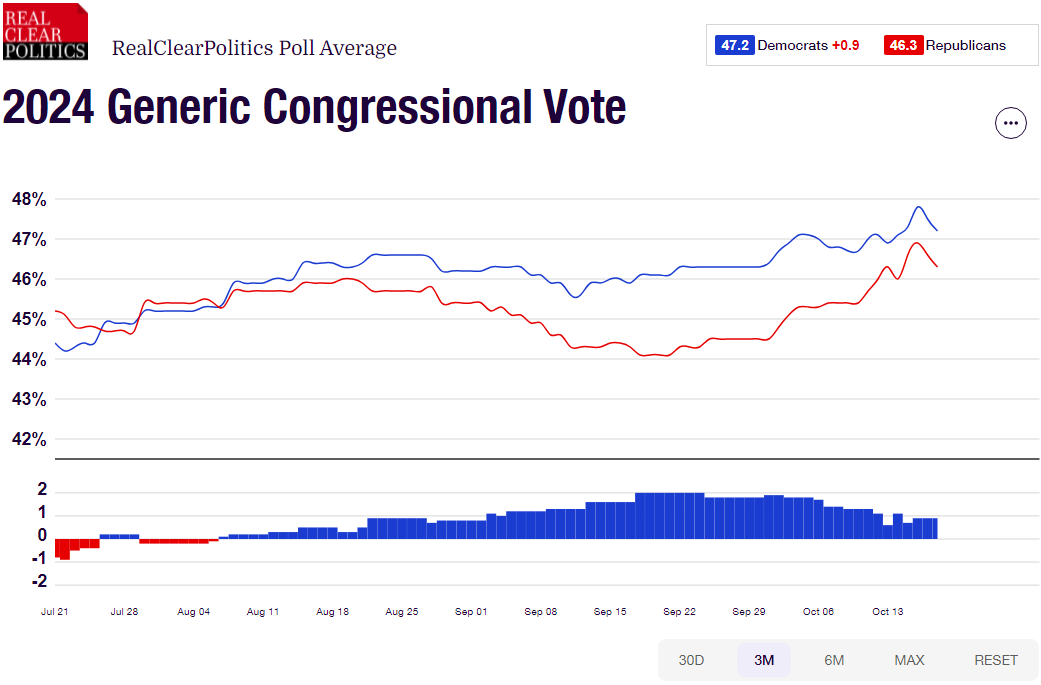 REAL
CLEAR
POLITICS
RealClearPolitics Poll Average
47.2 Democrats +0.9 46.3 Republicans
2024 Generic Congressional Vote
48%
47%
46%
45%
44%
43%
42%
2
1
0
-1
-2
Jul 21 Jul 28 Aug 04 Aug 11 Aug 18 Aug 25 Sep 01 Sep 08 Sep 15 Sep 22 Sep 29 Oct 06 Oct 13
30D 3M 6M MAX RESET